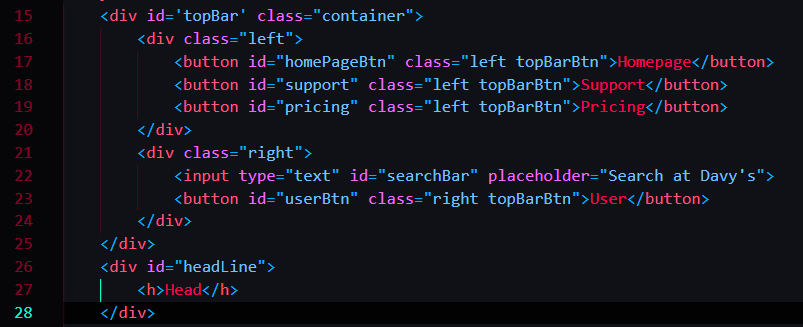 15 <div id='topBar' class="container">
16 <div class="left">
17 <button id="homePageBtn" class="left topBarBtn">Homepage</button>
18 <button id="support" class="left topBarBtn">Support</button>
19 <button id="pricing" class="left topBarBtn">Pricing</button>
20 </div>
21 <div class="right">
22 <input type="text" id="searchBar" placeholder="Search at Davy's">
23 <button id="userBtn" class="right topBarBtn">User</button>
24 </div>
25 </div>
26 <div id="headLine">
27 <h>Head</h>
28 </div>